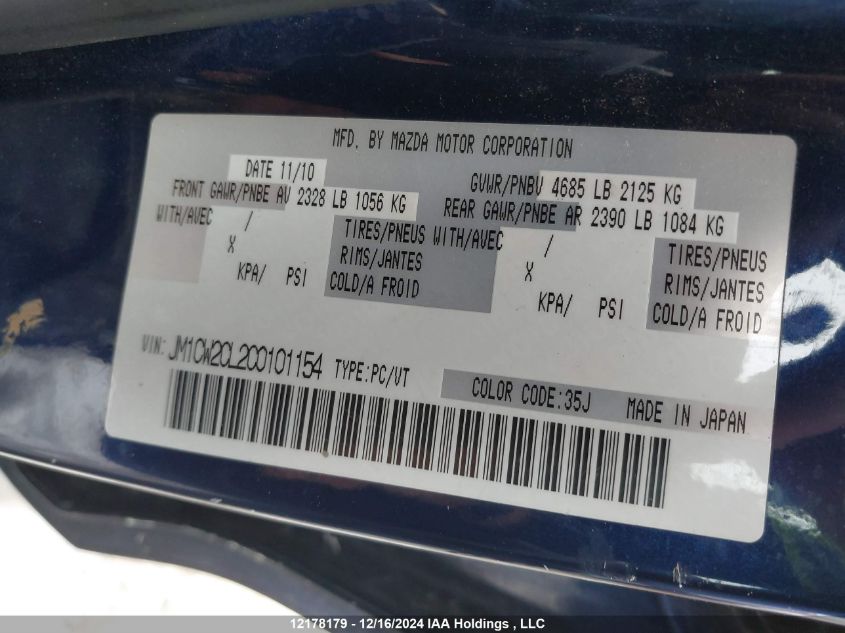 MFD. BY MAZDA MOTOR CORPORATION
DATE 11/10
GVWR/PNBV 4685 LB 2125 KG
FRONT GAWR/PNBE AV 2328 LB 1056 KG
REAR GAWR/PNBE AR 2390 LB 1084 KG
WITH/AVEC / TIRES/PNEUS WITH/AVEC / TIRES/PNEUS
X RIMS/JANTES X RIMS/JANTES
KPA/ PSI COLD/A FROID KPA/ PSI COLD/A FROID
VIN: JM1CW2CL2C0101154 TYPE:PC/VT
COLOR CODE:35J MADE IN JAPAN
12178179 - 12/16/2024 IAA Holdings , LLC